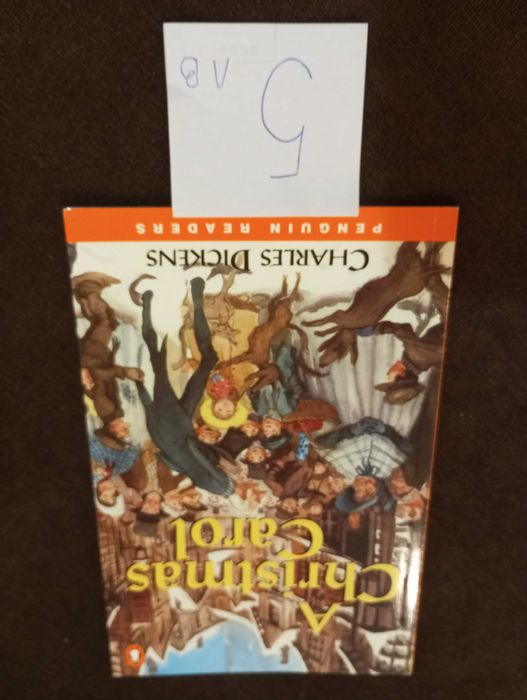 A
Christmas
Carol
CHARLES DICKENS
PENGUIN READERS
5